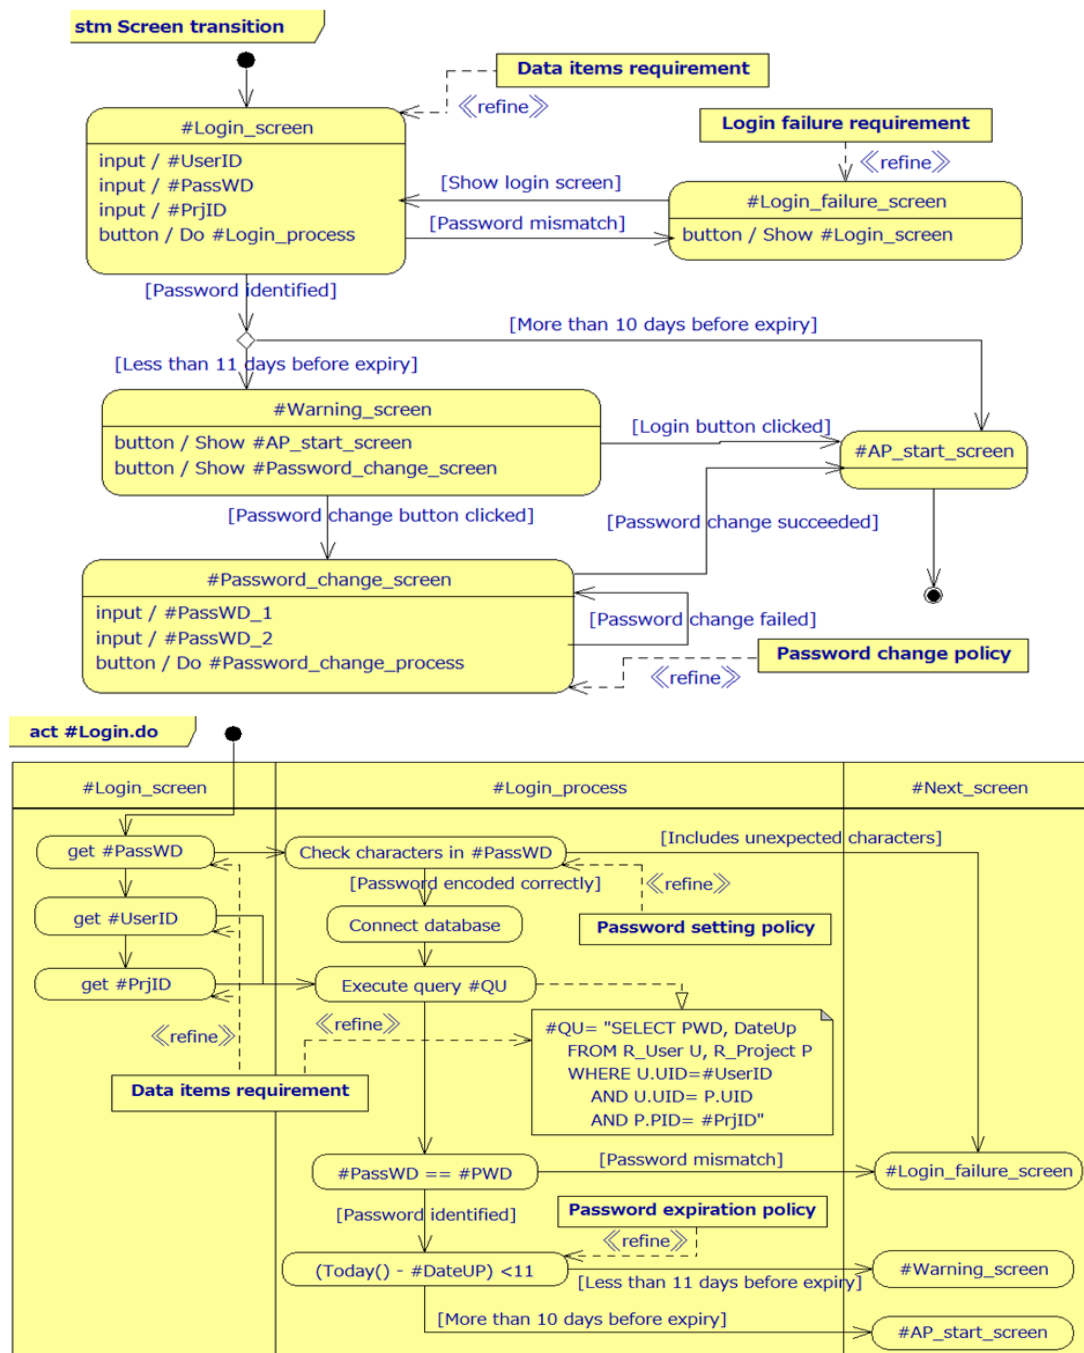 stm Screen transition
Data items requirement
≪refine≫
Login failure requirement
≪refine≫
#Login_screen
input / #UserID
input / #PassWD
input / #PrjID
button / Do #Login_process
[Show login screen]
[Password mismatch]
#Login_failure_screen
button / Show #Login_screen
[Password identified]
[More than 10 days before expiry]
[Less than 11 days before expiry]
#Warning_screen
button / Show #AP_start_screen
button / Show #Password_change_screen
[Login button clicked]
#AP_start_screen
[Password change button clicked]
[Password change succeeded]
#Password_change_screen
input / #PassWD_1
input / #PassWD_2
button / Do #Password_change_process
[Password change failed]
Password change policy
≪refine≫
act #Login.do
#Login_screen
#Login_process
#Next_screen
get #PassWD
Check characters in #PassWD
[Includes unexpected characters]
[Password encoded correctly]
≪refine≫
get #UserID
Connect database
Password setting policy
get #PrjID
Execute query #QU
≪refine≫
≪refine≫
#QU= "SELECT PWD, DateUp
FROM R_User U, R_Project P
WHERE U.UID=#UserID
AND U.UID= P.UID
AND P.PID= #PrjID"
Data items requirement
#PassWD == #PWD
[Password mismatch]
#Login_failure_screen
[Password identified]
Password expiration policy
≪refine≫
(Today() - #DateUP) <11
[Less than 11 days before expiry]
#Warning_screen
[More than 10 days before expiry]
#AP_start_screen